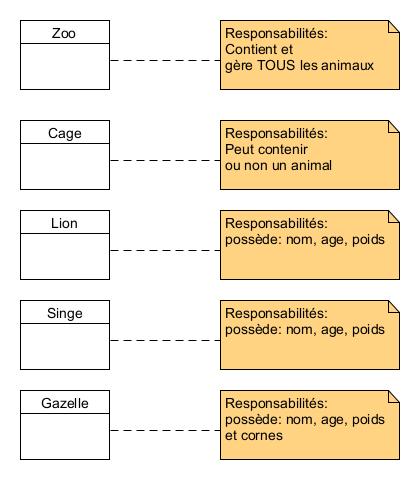 Zoo
Responsabilités:
Contient et
gère TOUS les animaux
Cage
Responsabilités:
Peut contenir
ou non un animal
Lion
Responsabilités:
possède: nom, age, poids
Singe
Responsabilités:
possède: nom, age, poids
Gazelle
Responsabilités:
possède: nom, age, poids
et cornes